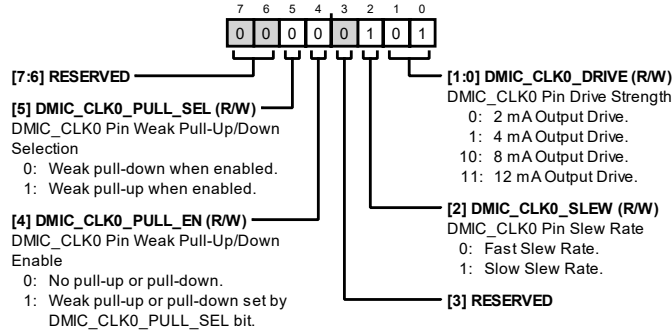 7 6 5 4 3 2 1 0
0 0 0 0 0 1 0 1
[7:6] RESERVED
[5] DMIC_CLK0_PULL_SEL (R/W)
DMIC_CLK0 Pin Weak Pull-Up/Down
Selection
0: Weak pull-down when enabled.
1: Weak pull-up when enabled.
[4] DMIC_CLK0_PULL_EN (R/W)
DMIC_CLK0 Pin Weak Pull-Up/Down
Enable
0: No pull-up or pull-down.
1: Weak pull-up or pull-down set by
DMIC_CLK0_PULL_SEL bit.
[1:0] DMIC_CLK0_DRIVE (R/W)
DMIC_CLK0 Pin Drive Strength
0: 2 mA Output Drive.
1: 4 mA Output Drive.
10: 8 mA Output Drive.
11: 12 mA Output Drive.
[2] DMIC_CLK0_SLEW (R/W)
DMIC_CLK0 Pin Slew Rate
0: Fast Slew Rate.
1: Slow Slew Rate.
[3] RESERVED